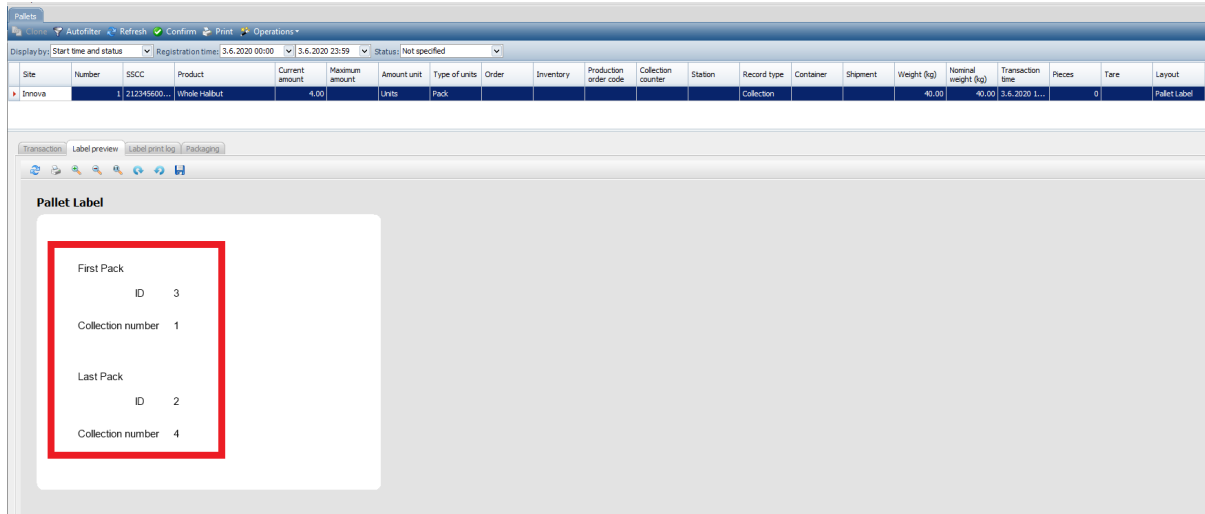 Pallets
Clone Autofilter Refresh Confirm Print Operations
Display by: Start time and status Registration time: 3.6.2020 00:00 3.6.2020 23:59 Status: Not specified
Site Number SSCC Product Current amount Maximum amount Amount unit Type of units Order Inventory Production order code Collection counter Station Record type Container Shipment Weight (kg) Nominal weight (kg) Transaction time Pieces Tare Layout
Innova 1 212345600... Whole Halibut 4.00 Units Pack Collection 40.00 40.00 3.6.2020 1... 0 Pallet Label
Transaction Label preview Label print log Packaging
Pallet Label
First Pack
ID 3
Collection number 1
Last Pack
ID 2
Collection number 4